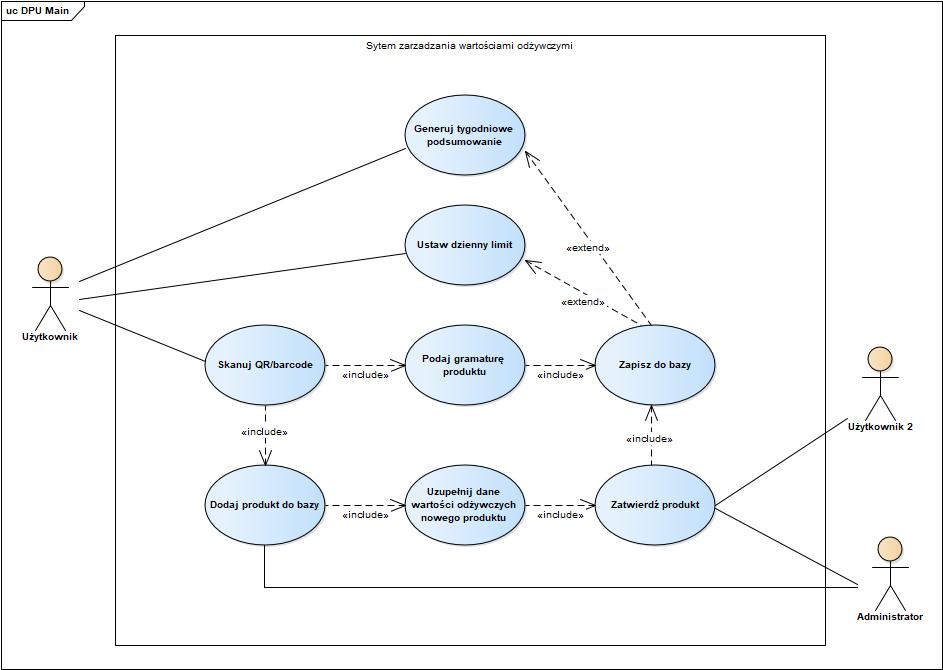 uc DPU Main
Sytem zarzadzania wartościami odżywczymi
Generuj tygodniowe
podsumowanie
Ustaw dzienny limit
«extend»
«extend»
Użytkownik
Skanuj QR/barcode
«include»
Podaj gramaturę
produktu
«include»
Zapisz do bazy
«include»
«include»
Użytkownik 2
Dodaj produkt do bazy
«include»
Uzupełnij dane
wartości odżywczych
nowego produktu
«include»
Zatwierdź produkt
Administrator